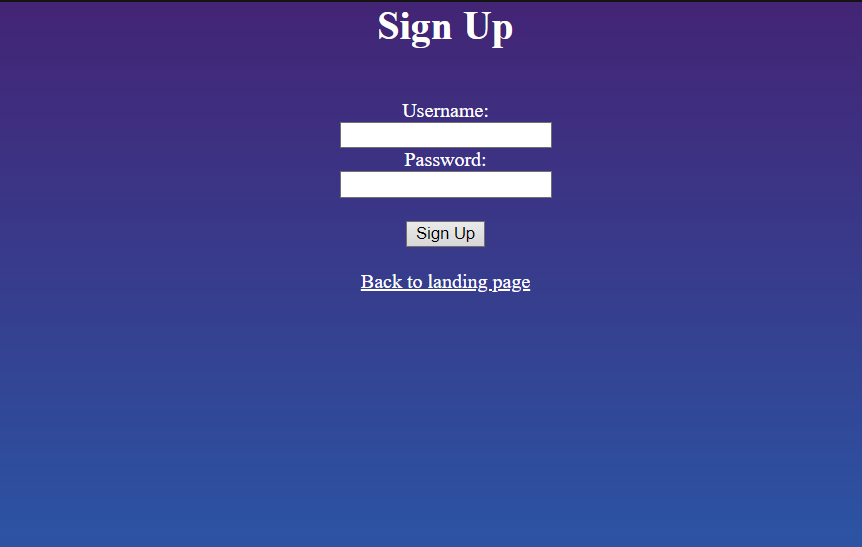 Sign Up
Username:
Password:
Sign Up
Back to landing page